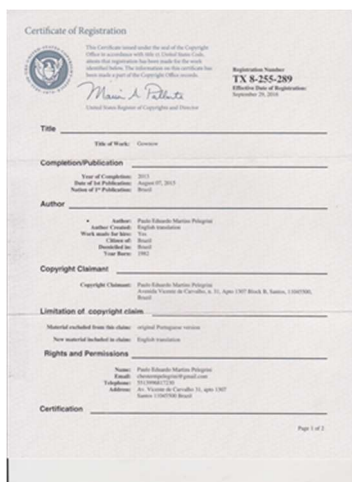 Certificate of Registration
This Certificate issued under the seal of the Copyright
Office in accordance with title 17, United States Code,
attests that registration has been made for the work
identified below. The information on this certificate has
been made a part of the Copyright Office records.
United States Register of Copyrights and Director
Registration Number
TX 8-255-289
Effective Date of Registration:
September 29, 2016
Title
Title of Work:
Completion/Publication
Year of Completion: 2015
Date of 1st Publication: August 07, 2015
Nation of 1st Publication: Brazil
Author
• Author: Paulo Eduardo Martins Pelegrini
Author Created: English translation
Work made for hire: Yes
Citizen of: Brazil
Domiciled in: Brazil
Year Born: 1982
Copyright Claimant
Copyright Claimant: Paulo Eduardo Martins Pelegrini
Avenida Vicente de Carvalho, n. 31, Apto 1307 Block B, Santos, 11045500,
Brazil
Limitation of copyright claim
Material excluded from this claim: original Portuguese version
New material included in claim: English translation
Rights and Permissions
Name: Paulo Eduardo Martins Pelegrini
Email:
Telephone:
Address: Av. Vicente de Carvalho 31, apto 1307
Santos 11045500 Brazil
Certification
Page 1 of 2